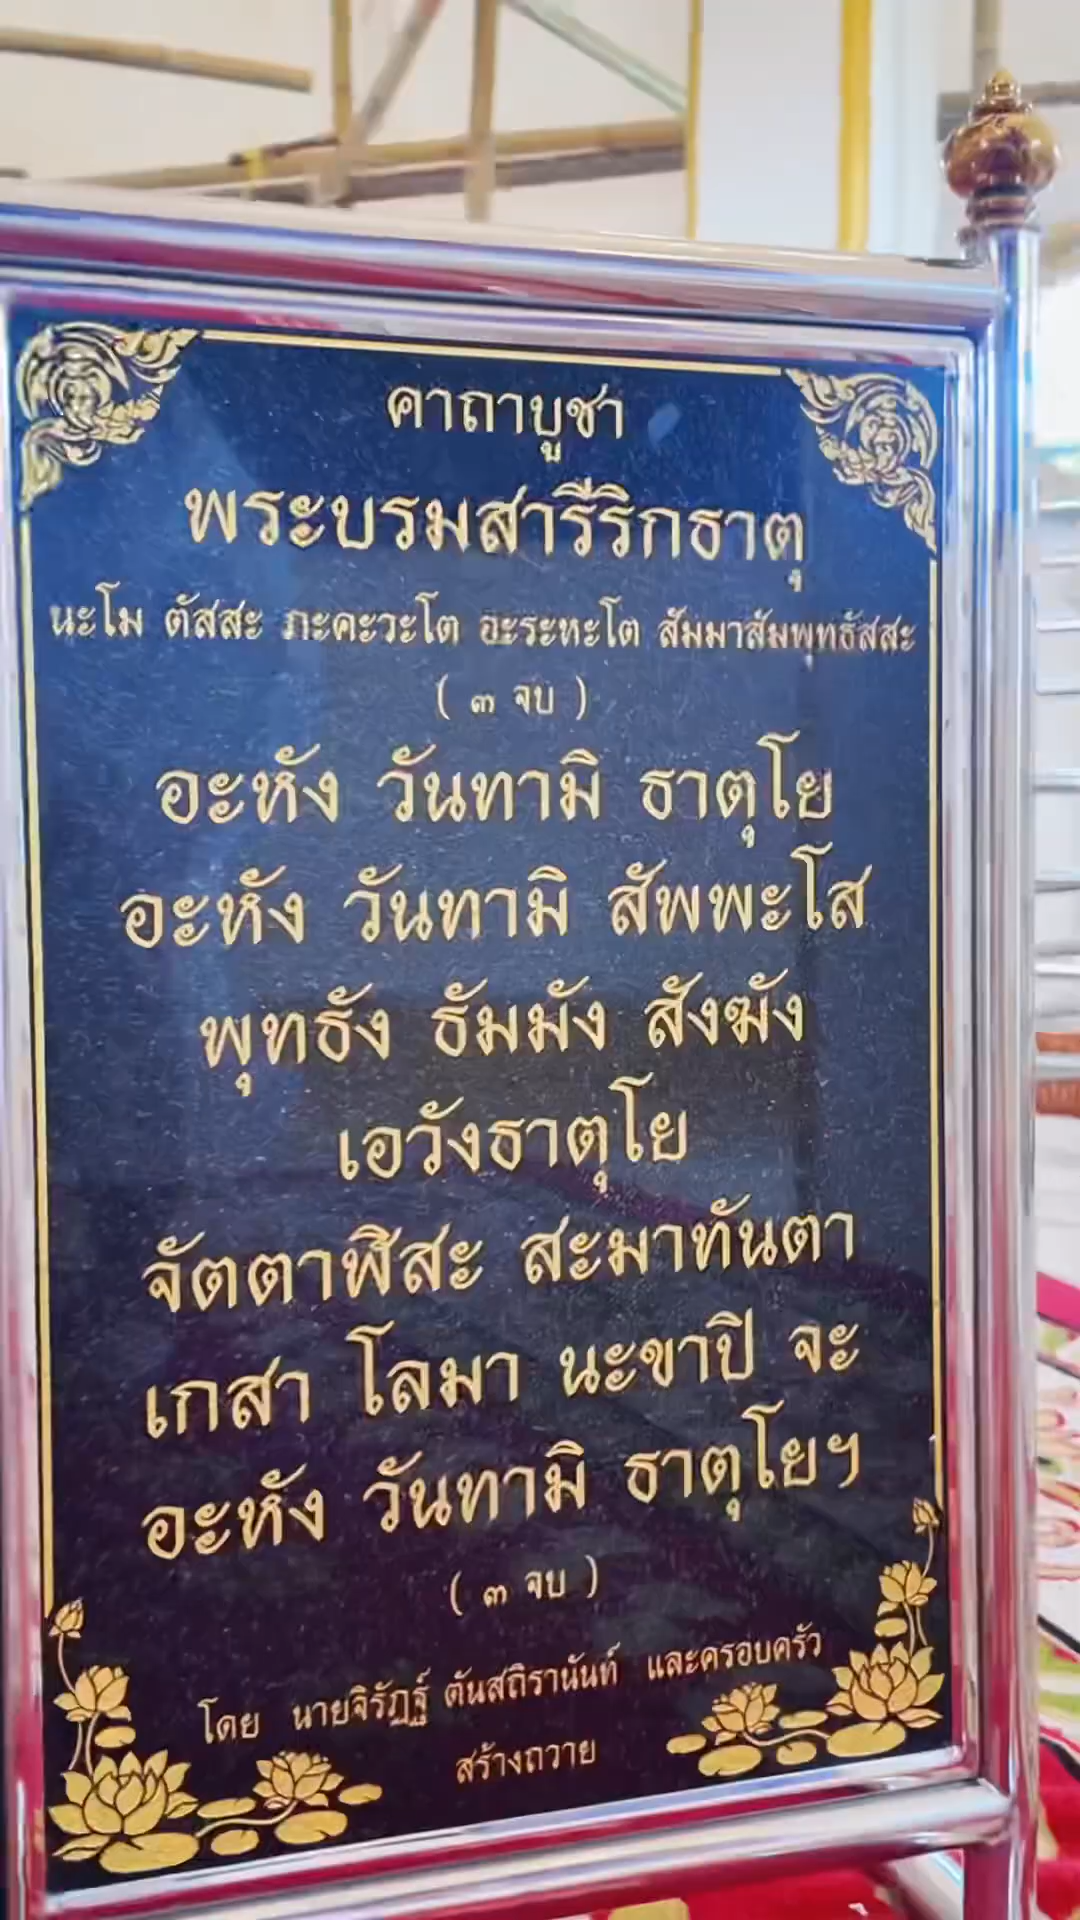 คาถาบูชา
พระบรมสารีริกธาตุ
นะโม ตัสสะ ภะคะวะโต อะระหะโต สัมมาสัมพุทธัสสะ
( ๓ จบ )
อะหัง วันทามิ ธาตุโย
อะหัง วันทามิ สัพพะโส
พุทธัง ธัมมัง สังฆัง
เอวังธาตุโย
จัตตาฬีสะ สะมาทันตา
เกสา โลมา นะขาปิ จะ
อะหัง วันทามิ ธาตุโยฯ
( ๓ จบ )
โดย นายจิรัฏฐ์ ตันสถิรานันท์ และครอบครัว
สร้างถวาย